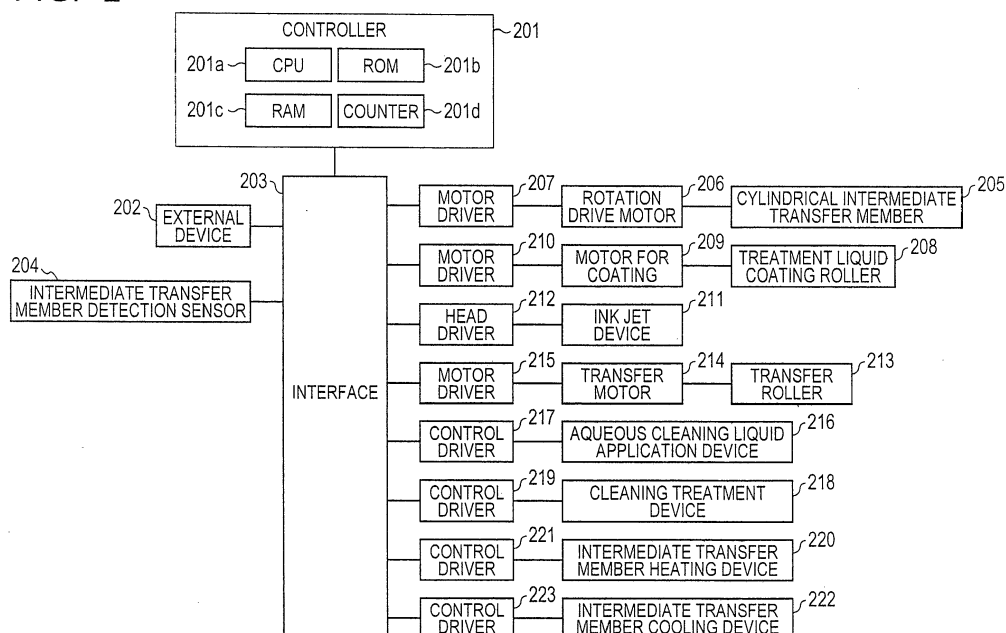 CONTROLLER
201
201a
CPU
ROM
201b
201c
RAM
COUNTER
201d
203
207
206
205
202
MOTOR
DRIVER
ROTATION
DRIVE MOTOR
CYLINDRICAL INTERMEDIATE
TRANSFER MEMBER
EXTERNAL
DEVICE
210
209
208
204
MOTOR
DRIVER
MOTOR FOR
COATING
TREATMENT LIQUID
COATING ROLLER
INTERMEDIATE TRANSFER
MEMBER DETECTION SENSOR
212
211
HEAD
DRIVER
INK JET
DEVICE
215
214
213
INTERFACE
MOTOR
DRIVER
TRANSFER
MOTOR
TRANSFER
ROLLER
217
216
CONTROL
DRIVER
AQUEOUS CLEANING LIQUID
APPLICATION DEVICE
219
218
CONTROL
DRIVER
CLEANING TREATMENT
DEVICE
221
220
CONTROL
DRIVER
INTERMEDIATE TRANSFER
MEMBER HEATING DEVICE
223
222
CONTROL
DRIVER
INTERMEDIATE TRANSFER
MEMBER COOLING DEVICE